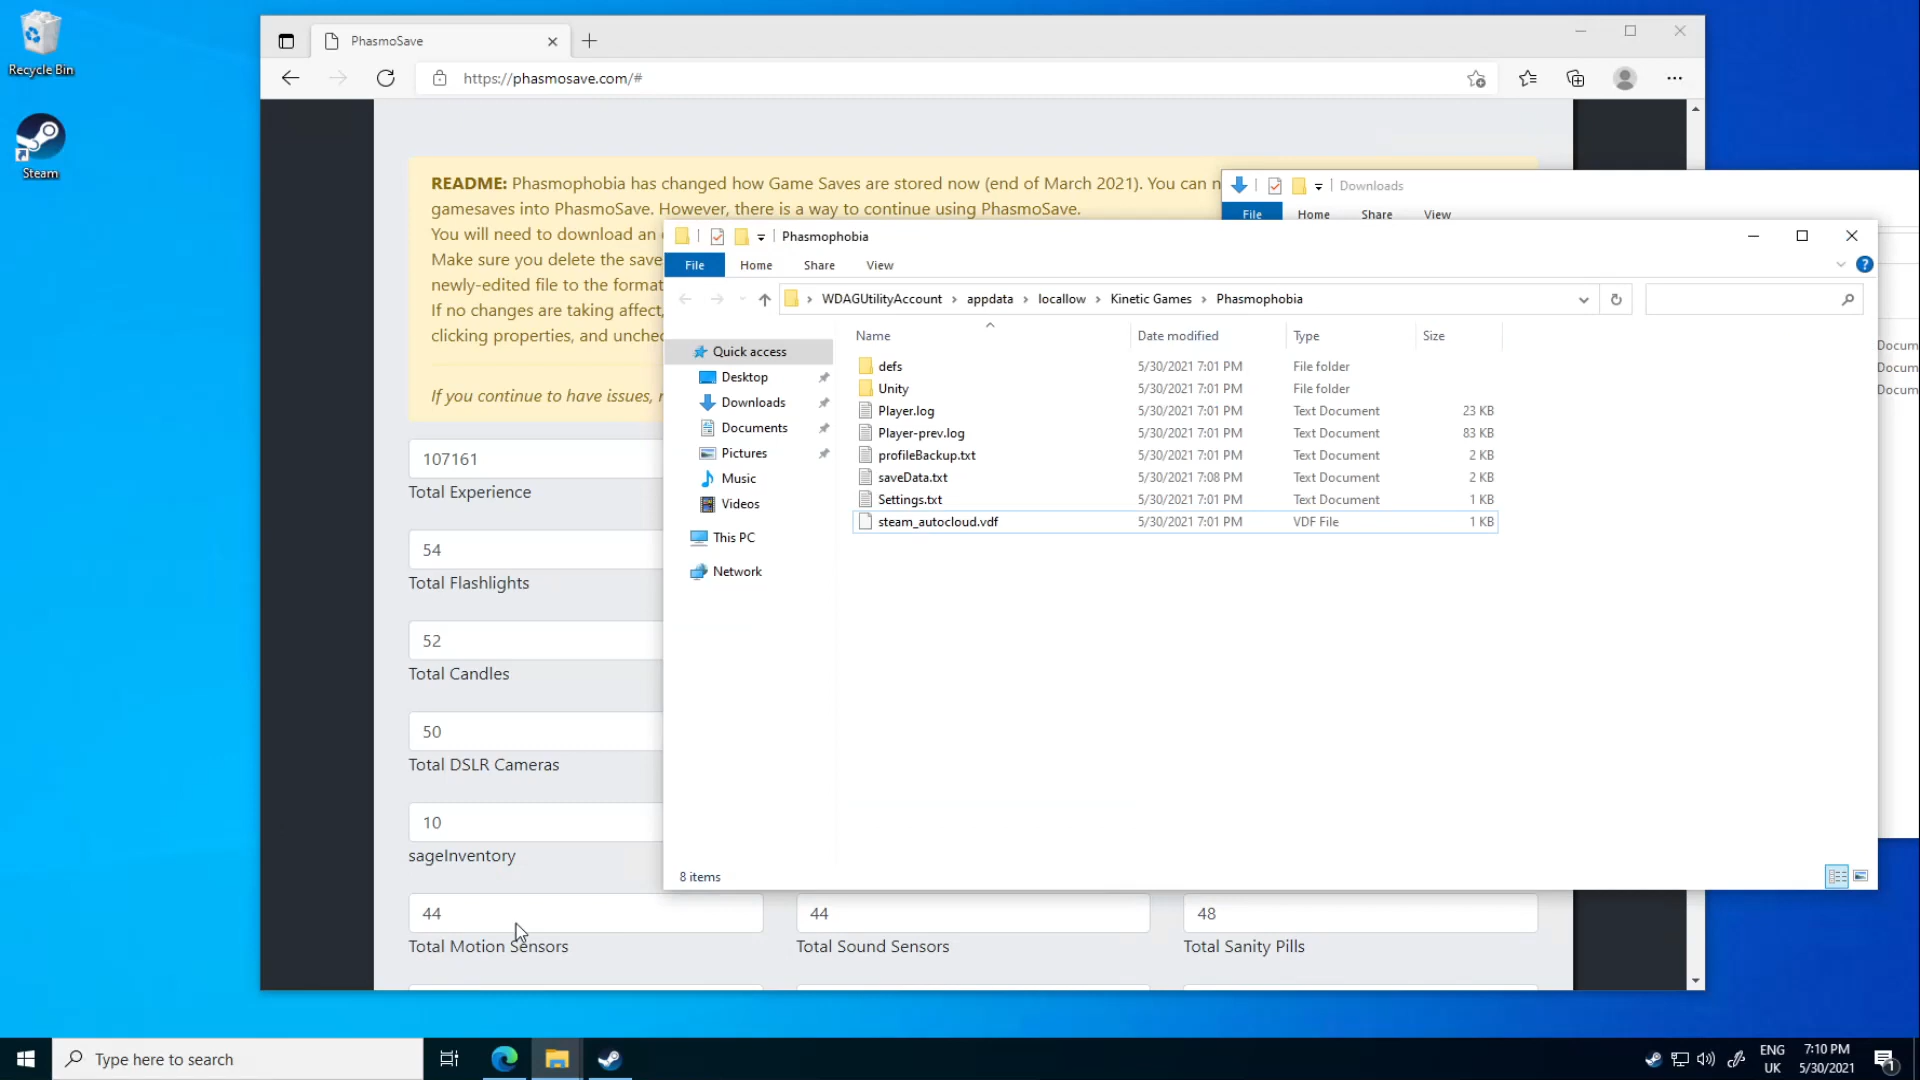 Recycle Bin
Steam
PhasmoSave
https://phasmosave.com/#
README: Phasmophobia has changed how Game Saves are stored now (end of March 2021). You can n
gamesaves into PhasmoSave. However, there is a way to continue using PhasmoSave.
You will need to download an
Make sure you delete the save
newly-edited file to the format
If no changes are taking affect,
clicking properties, and unchec
If you continue to have issues,
107161
Total Experience
54
Total Flashlights
52
Total Candles
50
Total DSLR Cameras
10
sageInventory
44
Total Motion Sensors
44
Total Sound Sensors
48
Total Sanity Pills
Downloads
File Home Share View
Docum
Docum
Docum
Phasmophobia
File Home Share View
WDAGUtilityAccount > appdata > locallow > Kinetic Games > Phasmophobia
Quick access
Desktop
Downloads
Documents
Pictures
Music
Videos
This PC
Network
Name Date modified Type Size
defs 5/30/2021 7:01 PM File folder
Unity 5/30/2021 7:01 PM File folder
Player.log 5/30/2021 7:01 PM Text Document 23 KB
Player-prev.log 5/30/2021 7:01 PM Text Document 83 KB
profileBackup.txt 5/30/2021 7:01 PM Text Document 2 KB
saveData.txt 5/30/2021 7:08 PM Text Document 2 KB
Settings.txt 5/30/2021 7:01 PM Text Document 1 KB
steam_autocloud.vdf 5/30/2021 7:01 PM VDF File 1 KB
8 items
Type here to search
ENG
UK
7:10 PM
5/30/2021
1